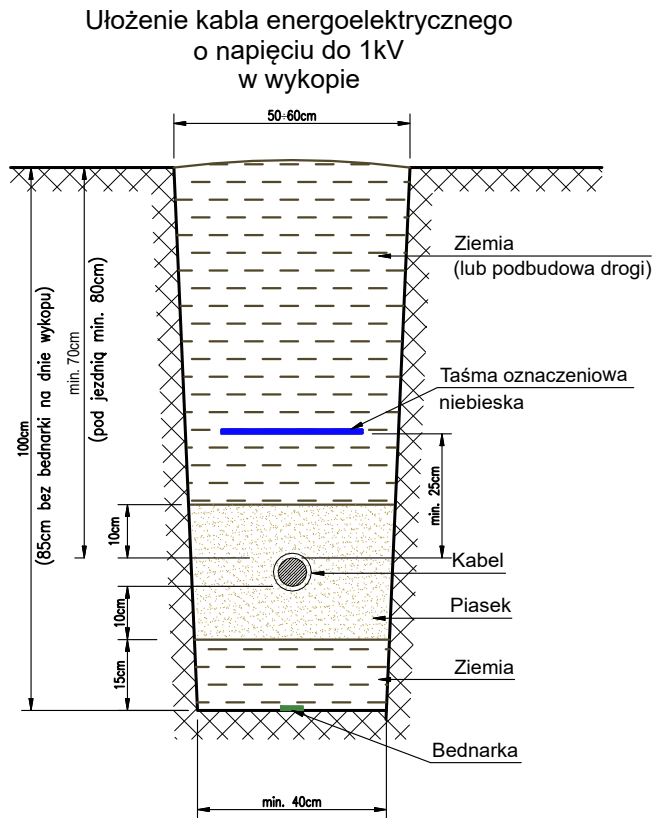 Ułożenie kabla energoelektrycznego
o napięciu do 1kV
w wykopie
50÷60cm
Ziemia
(lub podbudowa drogi)
100cm
(85cm bez bednarki na dnie wykopu)
min. 70cm
(pod jezdnią min. 80cm)
Taśma oznaczeniowa
niebieska
min. 25cm
10cm
Kabel
10cm
Piasek
15cm
Ziemia
Bednarka
min. 40cm